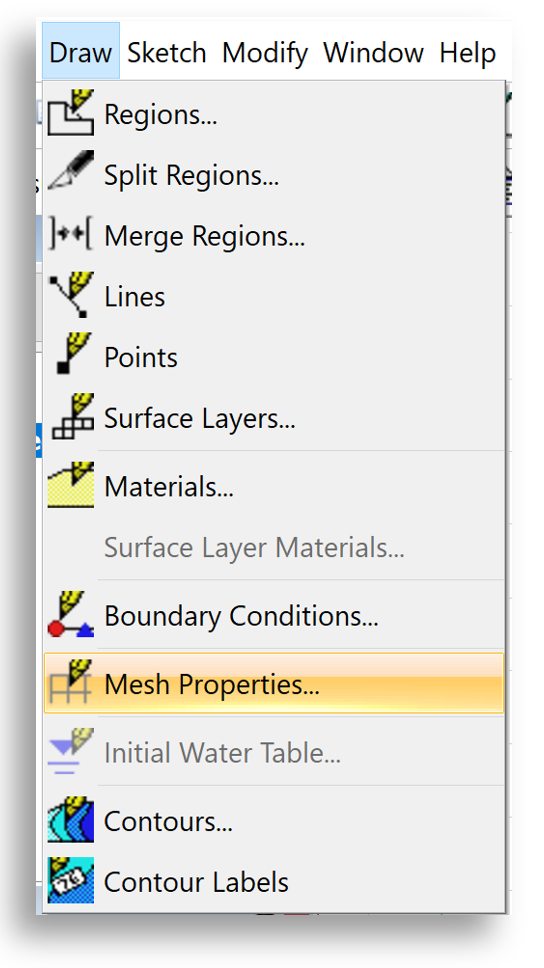 Draw Sketch Modify Window Help
Regions...
Split Regions...
Merge Regions...
Lines
Points
Surface Layers...
Materials...
Surface Layer Materials...
Boundary Conditions...
Mesh Properties...
Initial Water Table...
Contours...
Contour Labels